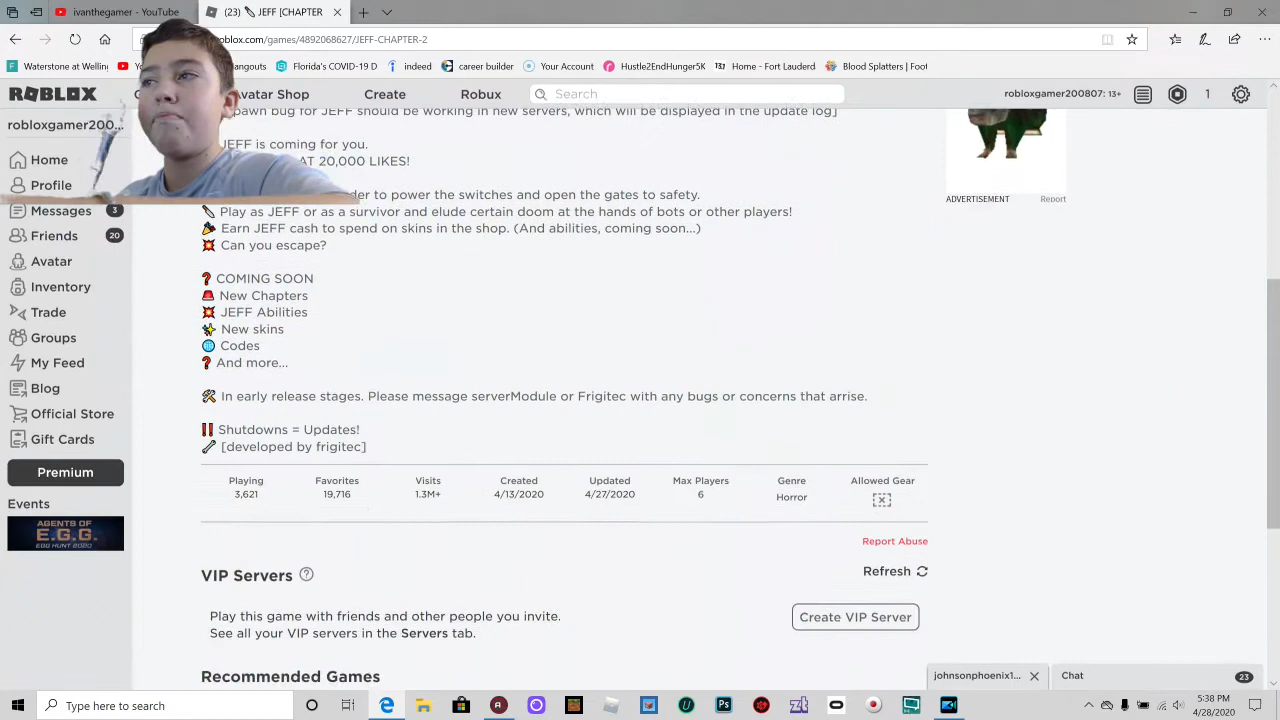 (23) 🔪 JEFF [CHAPTER
oblox.com/games/4892068627/JEFF-CHAPTER-2
Waterstone at Welling
angouts
Florida's COVID-19 D
indeed
career builder
Your Account
Hustle2EndHunger5K
Home - Fort Lauderd
Blood Splatters | Foot
ROBLOX
Avatar Shop
Create
Robux
Search
robloxgamer200807: 13+
1
robloxgamer200...
pawn bug for JEFF should be working in new servers, which will be displayed in the update log]
JEFF is coming for you.
AT 20,000 LIKES!
der to power the switches and open the gates to safety.
🔪 Play as JEFF or as a survivor and elude certain doom at the hands of bots or other players!
🎉 Earn JEFF cash to spend on skins in the shop. (And abilities, coming soon...)
💥 Can you escape?
❓ COMING SOON
🚨 New Chapters
💥 JEFF Abilities
✨ New skins
🌐 Codes
❓ And more...
🛠 In early release stages. Please message serverModule or Frigitec with any bugs or concerns that arrise.
‼ Shutdowns = Updates!
🦴 [developed by frigitec]
Home
Profile
Messages 3
Friends 20
Avatar
Inventory
Trade
Groups
My Feed
Blog
Official Store
Gift Cards
Premium
Events
AGENTS OF
E.G.G.
EGG HUNT 2020
ADVERTISEMENT
Report
Playing
3,621
Favorites
19,716
Visits
1.3M+
Created
4/13/2020
Updated
4/27/2020
Max Players
6
Genre
Horror
Allowed Gear
Report Abuse
VIP Servers
Refresh
Play this game with friends and other people you invite.
See all your VIP servers in the Servers tab.
Create VIP Server
Recommended Games
johnsonphoenix1...
Chat
23
Type here to search
5:38 PM
4/28/2020